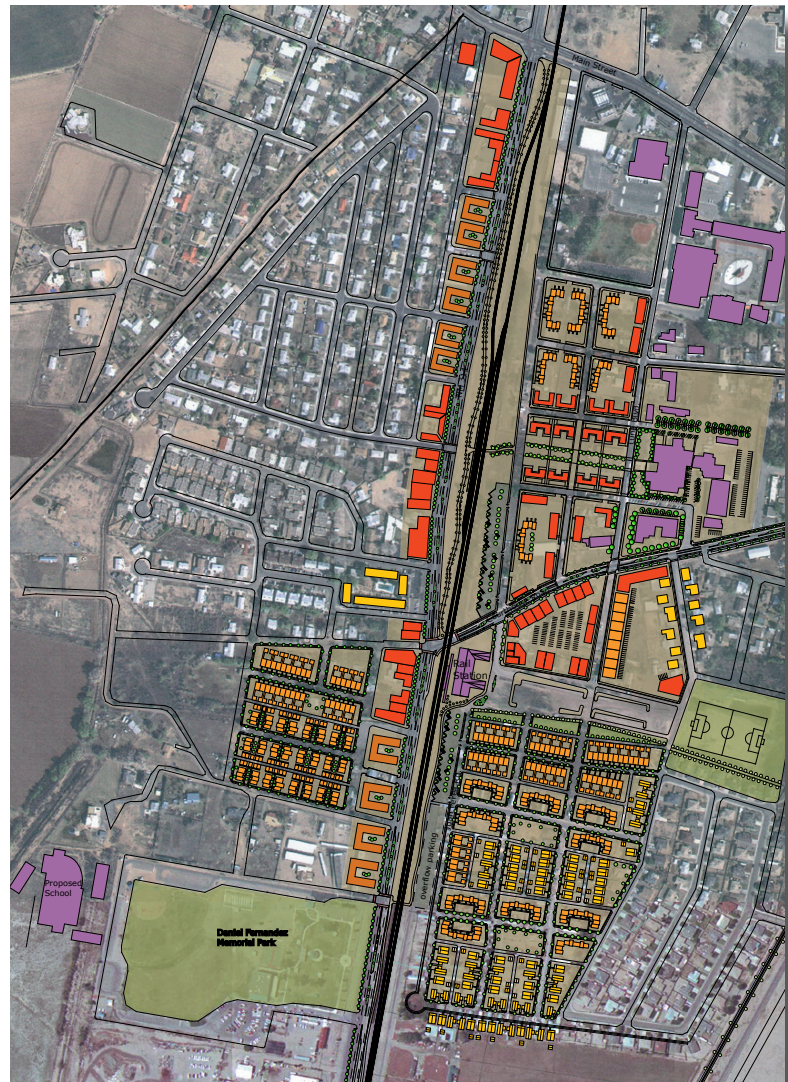 Main Street
Rail
Station
overflow parking
Proposed
School
Daniel Fernandez
Memorial Park